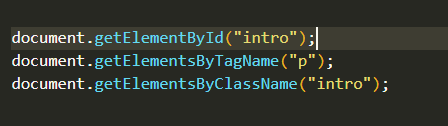 document.getElementById("intro");
document.getElementsByTagName("p");
document.getElementsByClassName("intro");